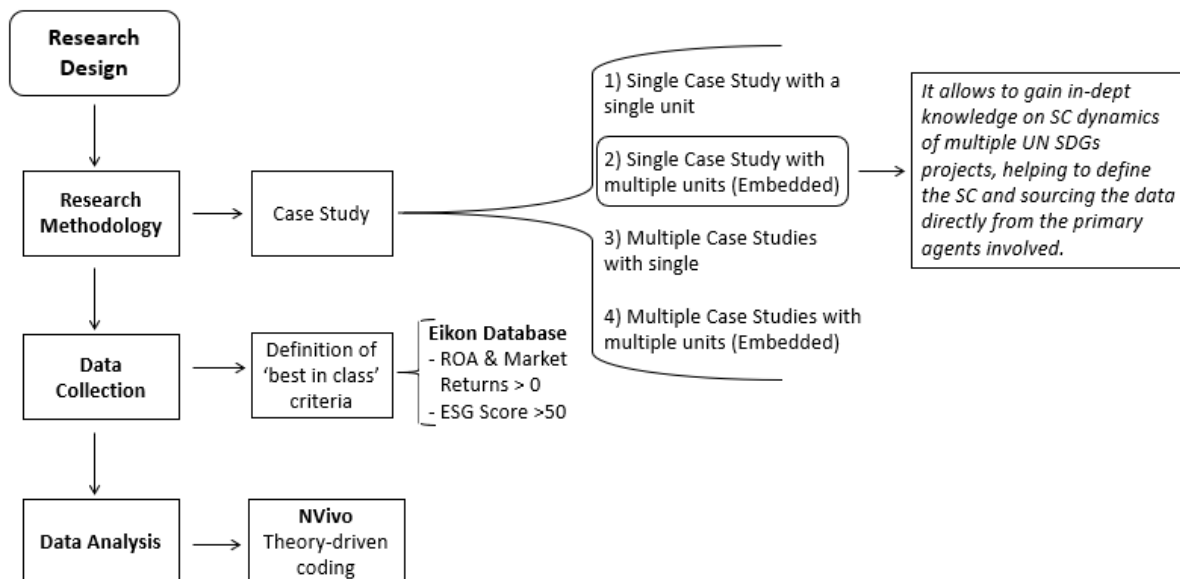 Research
Design
Research
Methodology
Case Study
1) Single Case Study with a
single unit
2) Single Case Study with
multiple units (Embedded)
3) Multiple Case Studies
with single
4) Multiple Case Studies with
multiple units (Embedded)
It allows to gain in-dept
knowledge on SC dynamics
of multiple UN SDGs
projects, helping to define
the SC and sourcing the data
directly from the primary
agents involved.
Data
Collection
Definition of
‘best in class’
criteria
Eikon Database
- ROA & Market
Returns > 0
- ESG Score >50
Data Analysis
NVivo
Theory-driven
coding